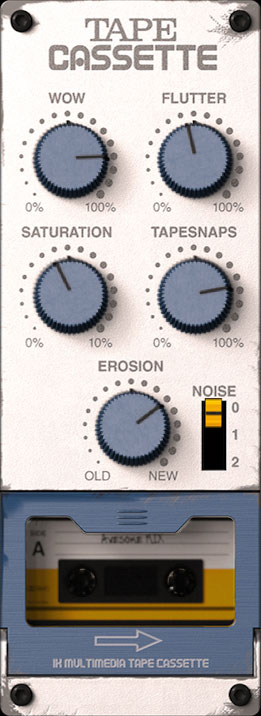 TAPE
CASSETTE
WOW FLUTTER
0% 100% 0% 100%
SATURATION TAPESNAPS
0% 10% 0% 100%
EROSION
OLD NEW
NOISE
0
1
2
SIDE
A
AWESOME MIX
IK MULTIMEDIA TAPE CASSETTE